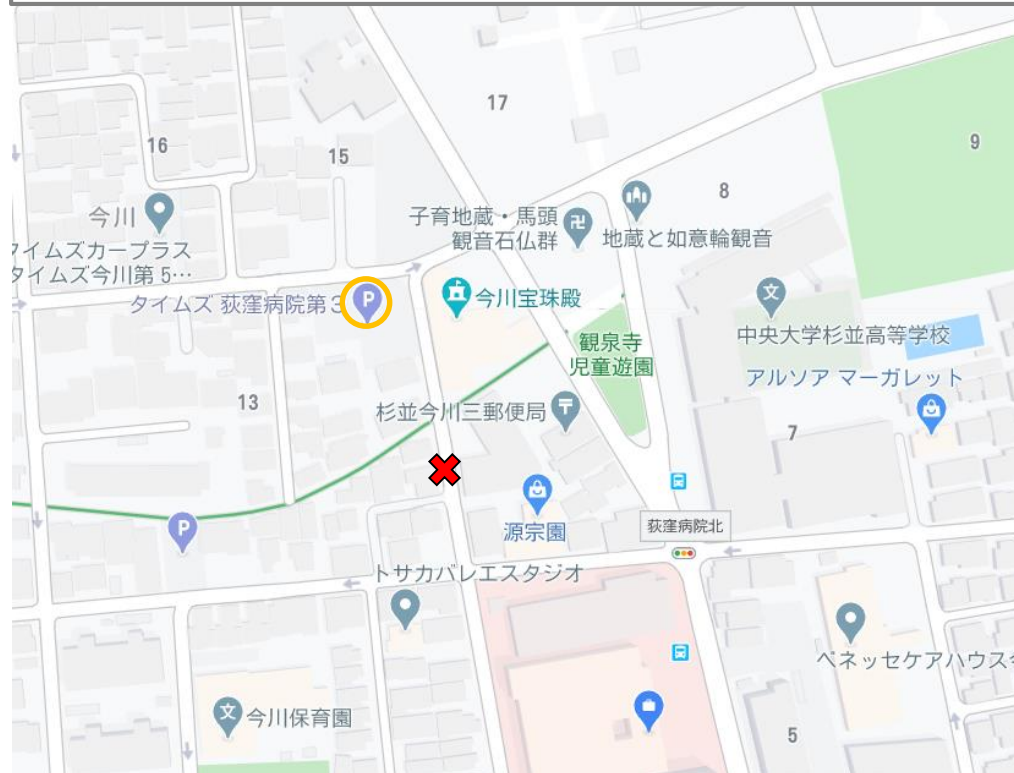 17
9
16
15
8
今川
子育地蔵・馬頭
観音石仏群
地蔵と如意輪観音
タイムズカープラス
タイムズ今川第 5…
文
タイムズ 荻窪病院第3
P
今川宝珠殿
中央大学杉並高等学校
観泉寺
児童遊園
アルソア マーガレット
13
杉並今川三郵便局
7
P
源宗園
荻窪病院北
トサカバレエスタジオ
ベネッセケアハウス
文
今川保育園
5